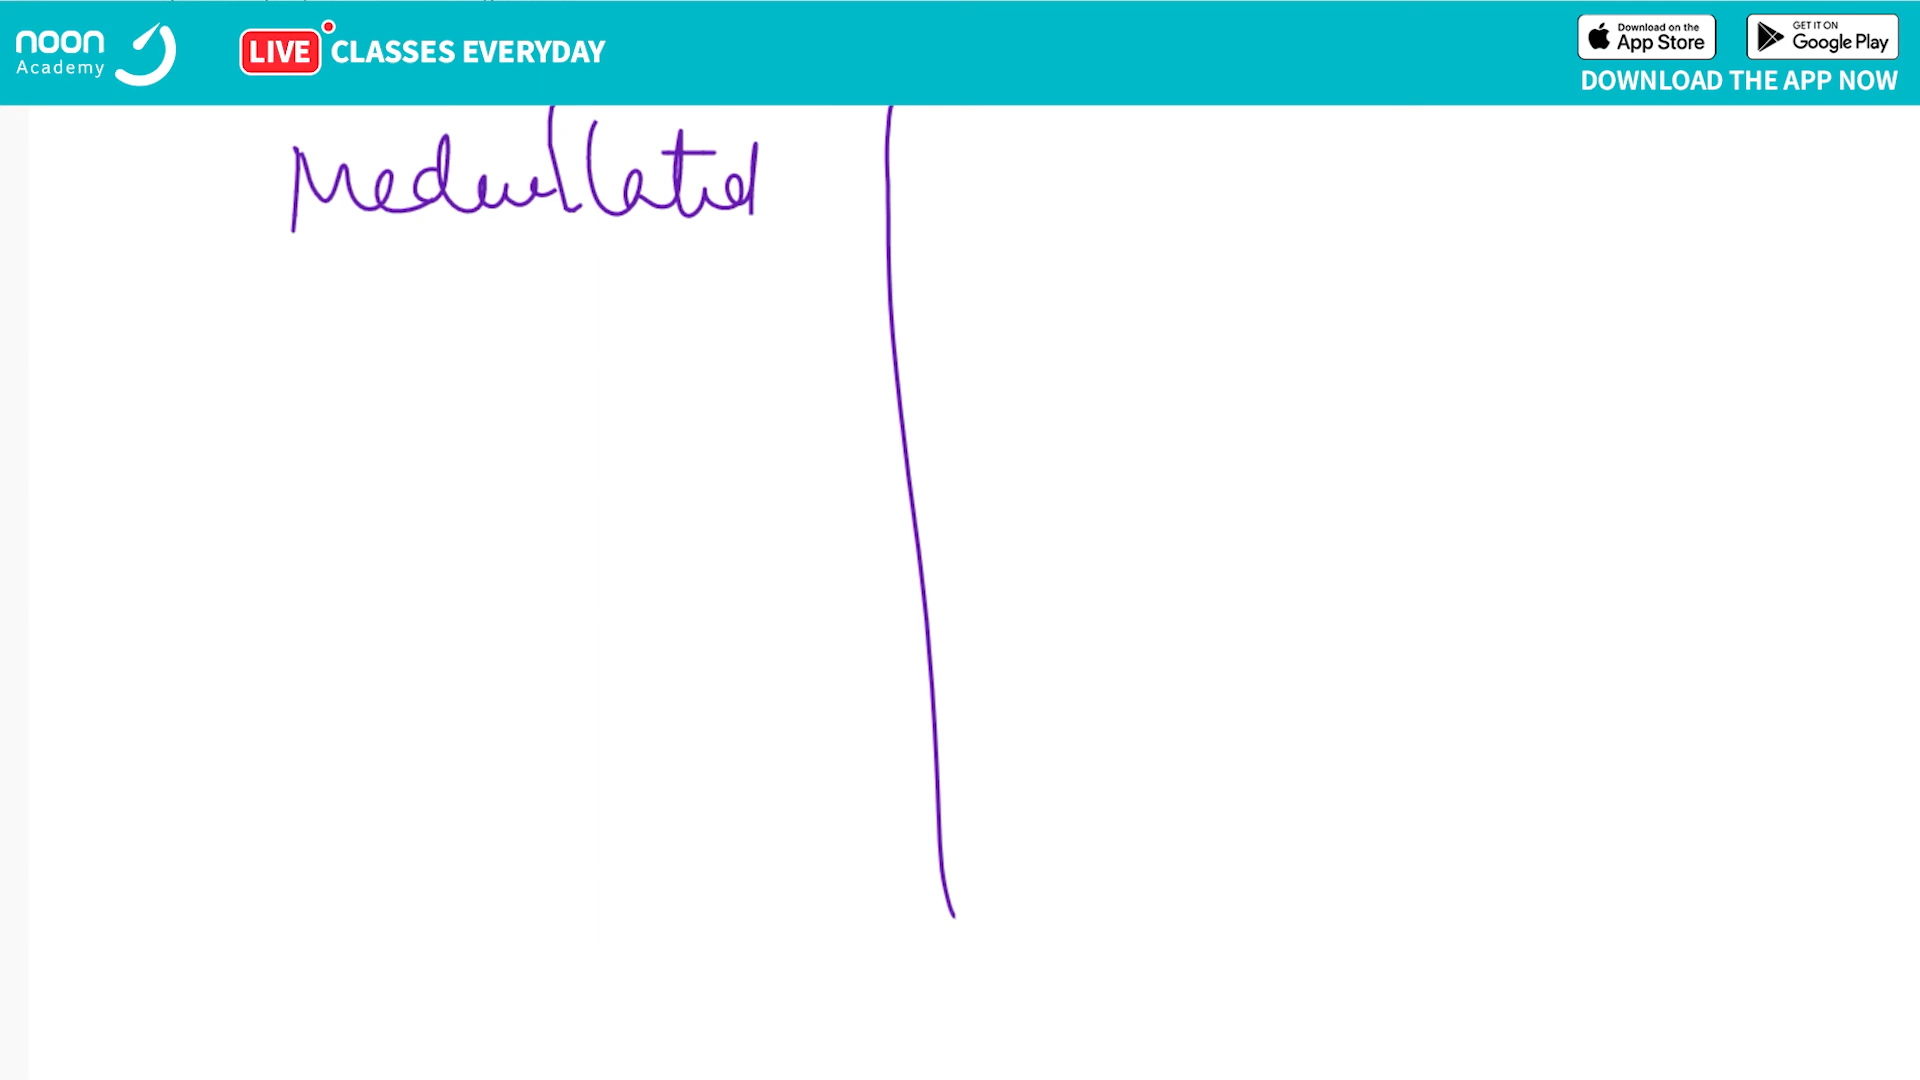 noon
Academy
LIVE CLASSES EVERYDAY
Download on the
App Store
GET IT ON
Google Play
DOWNLOAD THE APP NOW
Medullated